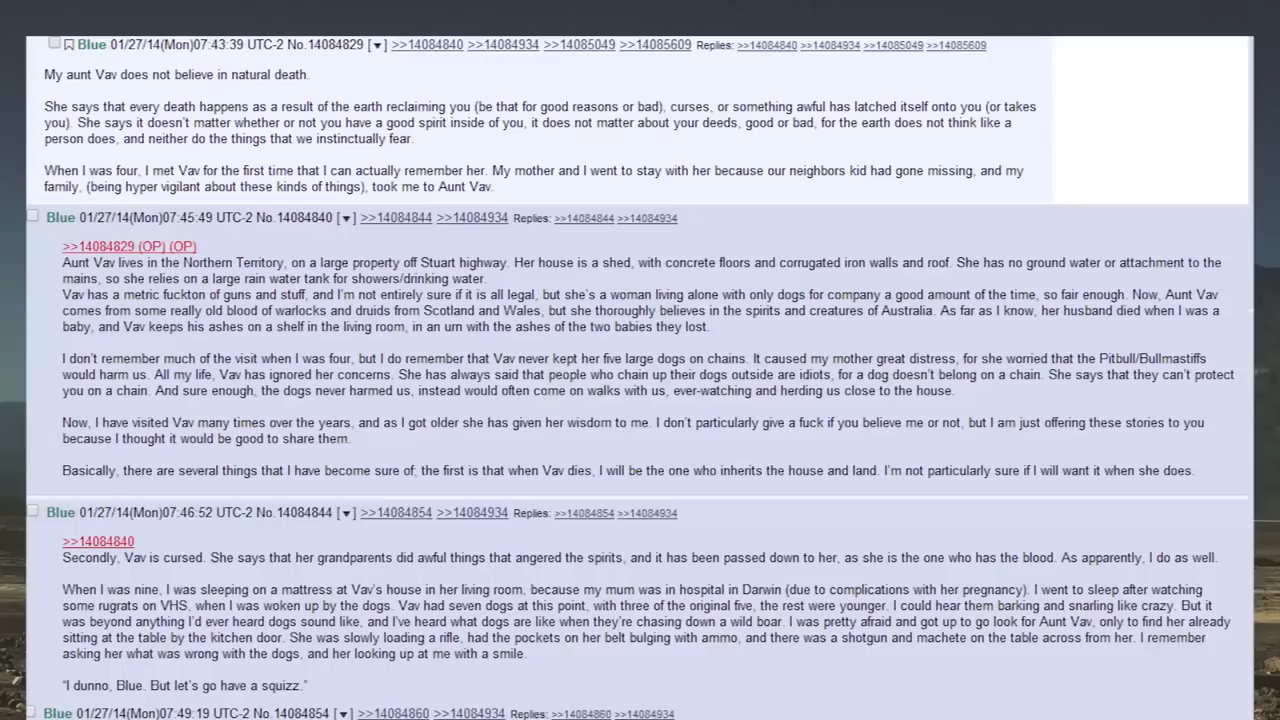 Blue 01/27/14(Mon)07:43:39 UTC-2 No.14084829 [▼] >>14084840 >>14084934 >>14085049 >>14085609 Replies: >>14084840 >>14084934 >>14085049 >>14085609
My aunt Vav does not believe in natural death.
She says that every death happens as a result of the earth reclaiming you (be that for good reasons or bad), curses, or something awful has latched itself onto you (or takes
you). She says it doesn't matter whether or not you have a good spirit inside of you, it does not matter about your deeds, good or bad, for the earth does not think like a
person does, and neither do the things that we instinctually fear.
When I was four, I met Vav for the first time that I can actually remember her. My mother and I went to stay with her because our neighbors kid had gone missing, and my
family, (being hyper vigilant about these kinds of things), took me to Aunt Vav.
Blue 01/27/14(Mon)07:45:49 UTC-2 No.14084840 [▼] >>14084844 >>14084934 Replies: >>14084844 >>14084934
>>14084829 (OP) (OP)
Aunt Vav lives in the Northern Territory, on a large property off Stuart highway. Her house is a shed, with concrete floors and corrugated iron walls and roof. She has no ground water or attachment to the
mains, so she relies on a large rain water tank for showers/drinking water.
Vav has a metric fuckton of guns and stuff, and I'm not entirely sure if it is all legal, but she's a woman living alone with only dogs for company a good amount of the time, so fair enough. Now, Aunt Vav
comes from some really old blood of warlocks and druids from Scotland and Wales, but she thoroughly believes in the spirits and creatures of Australia. As far as I know, her husband died when I was a
baby, and Vav keeps his ashes on a shelf in the living room, in an urn with the ashes of the two babies they lost.
I don't remember much of the visit when I was four, but I do remember that Vav never kept her five large dogs on chains. It caused my mother great distress, for she worried that the Pitbull/Bullmastiffs
would harm us. All my life, Vav has ignored her concerns. She has always said that people who chain up their dogs outside are idiots, for a dog doesn't belong on a chain. She says that they can't protect
you on a chain. And sure enough, the dogs never harmed us, instead would often come on walks with us, ever-watching and herding us close to the house.
Now, I have visited Vav many times over the years, and as I got older she has given her wisdom to me. I don't particularly give a fuck if you believe me or not, but I am just offering these stories to you
because I thought it would be good to share them.
Basically, there are several things that I have become sure of; the first is that when Vav dies, I will be the one who inherits the house and land. I'm not particularly sure if I will want it when she does.
Blue 01/27/14(Mon)07:46:52 UTC-2 No.14084844 [▼] >>14084854 >>14084934 Replies: >>14084854 >>14084934
>>14084840
Secondly, Vav is cursed. She says that her grandparents did awful things that angered the spirits, and it has been passed down to her, as she is the one who has the blood. As apparently, I do as well.
When I was nine, I was sleeping on a mattress at Vav's house in her living room, because my mum was in hospital in Darwin (due to complications with her pregnancy). I went to sleep after watching
some rugrats on VHS, when I was woken up by the dogs. Vav had seven dogs at this point, with three of the original five, the rest were younger. I could hear them barking and snarling like crazy. But it
was beyond anything I'd ever heard dogs sound like, and I've heard what dogs are like when they're chasing down a wild boar. I was pretty afraid and got up to go look for Aunt Vav, only to find her already
sitting at the table by the kitchen door. She was slowly loading a rifle, had the pockets on her belt bulging with ammo, and there was a shotgun and machete on the table across from her. I remember
asking her what was wrong with the dogs, and her looking up at me with a smile.
"I dunno, Blue. But let's go have a squizz."
Blue 01/27/14(Mon)07:49:19 UTC-2 No.14084854 [▼] >>14084860 >>14084934 Replies: >>14084860 >>14084934